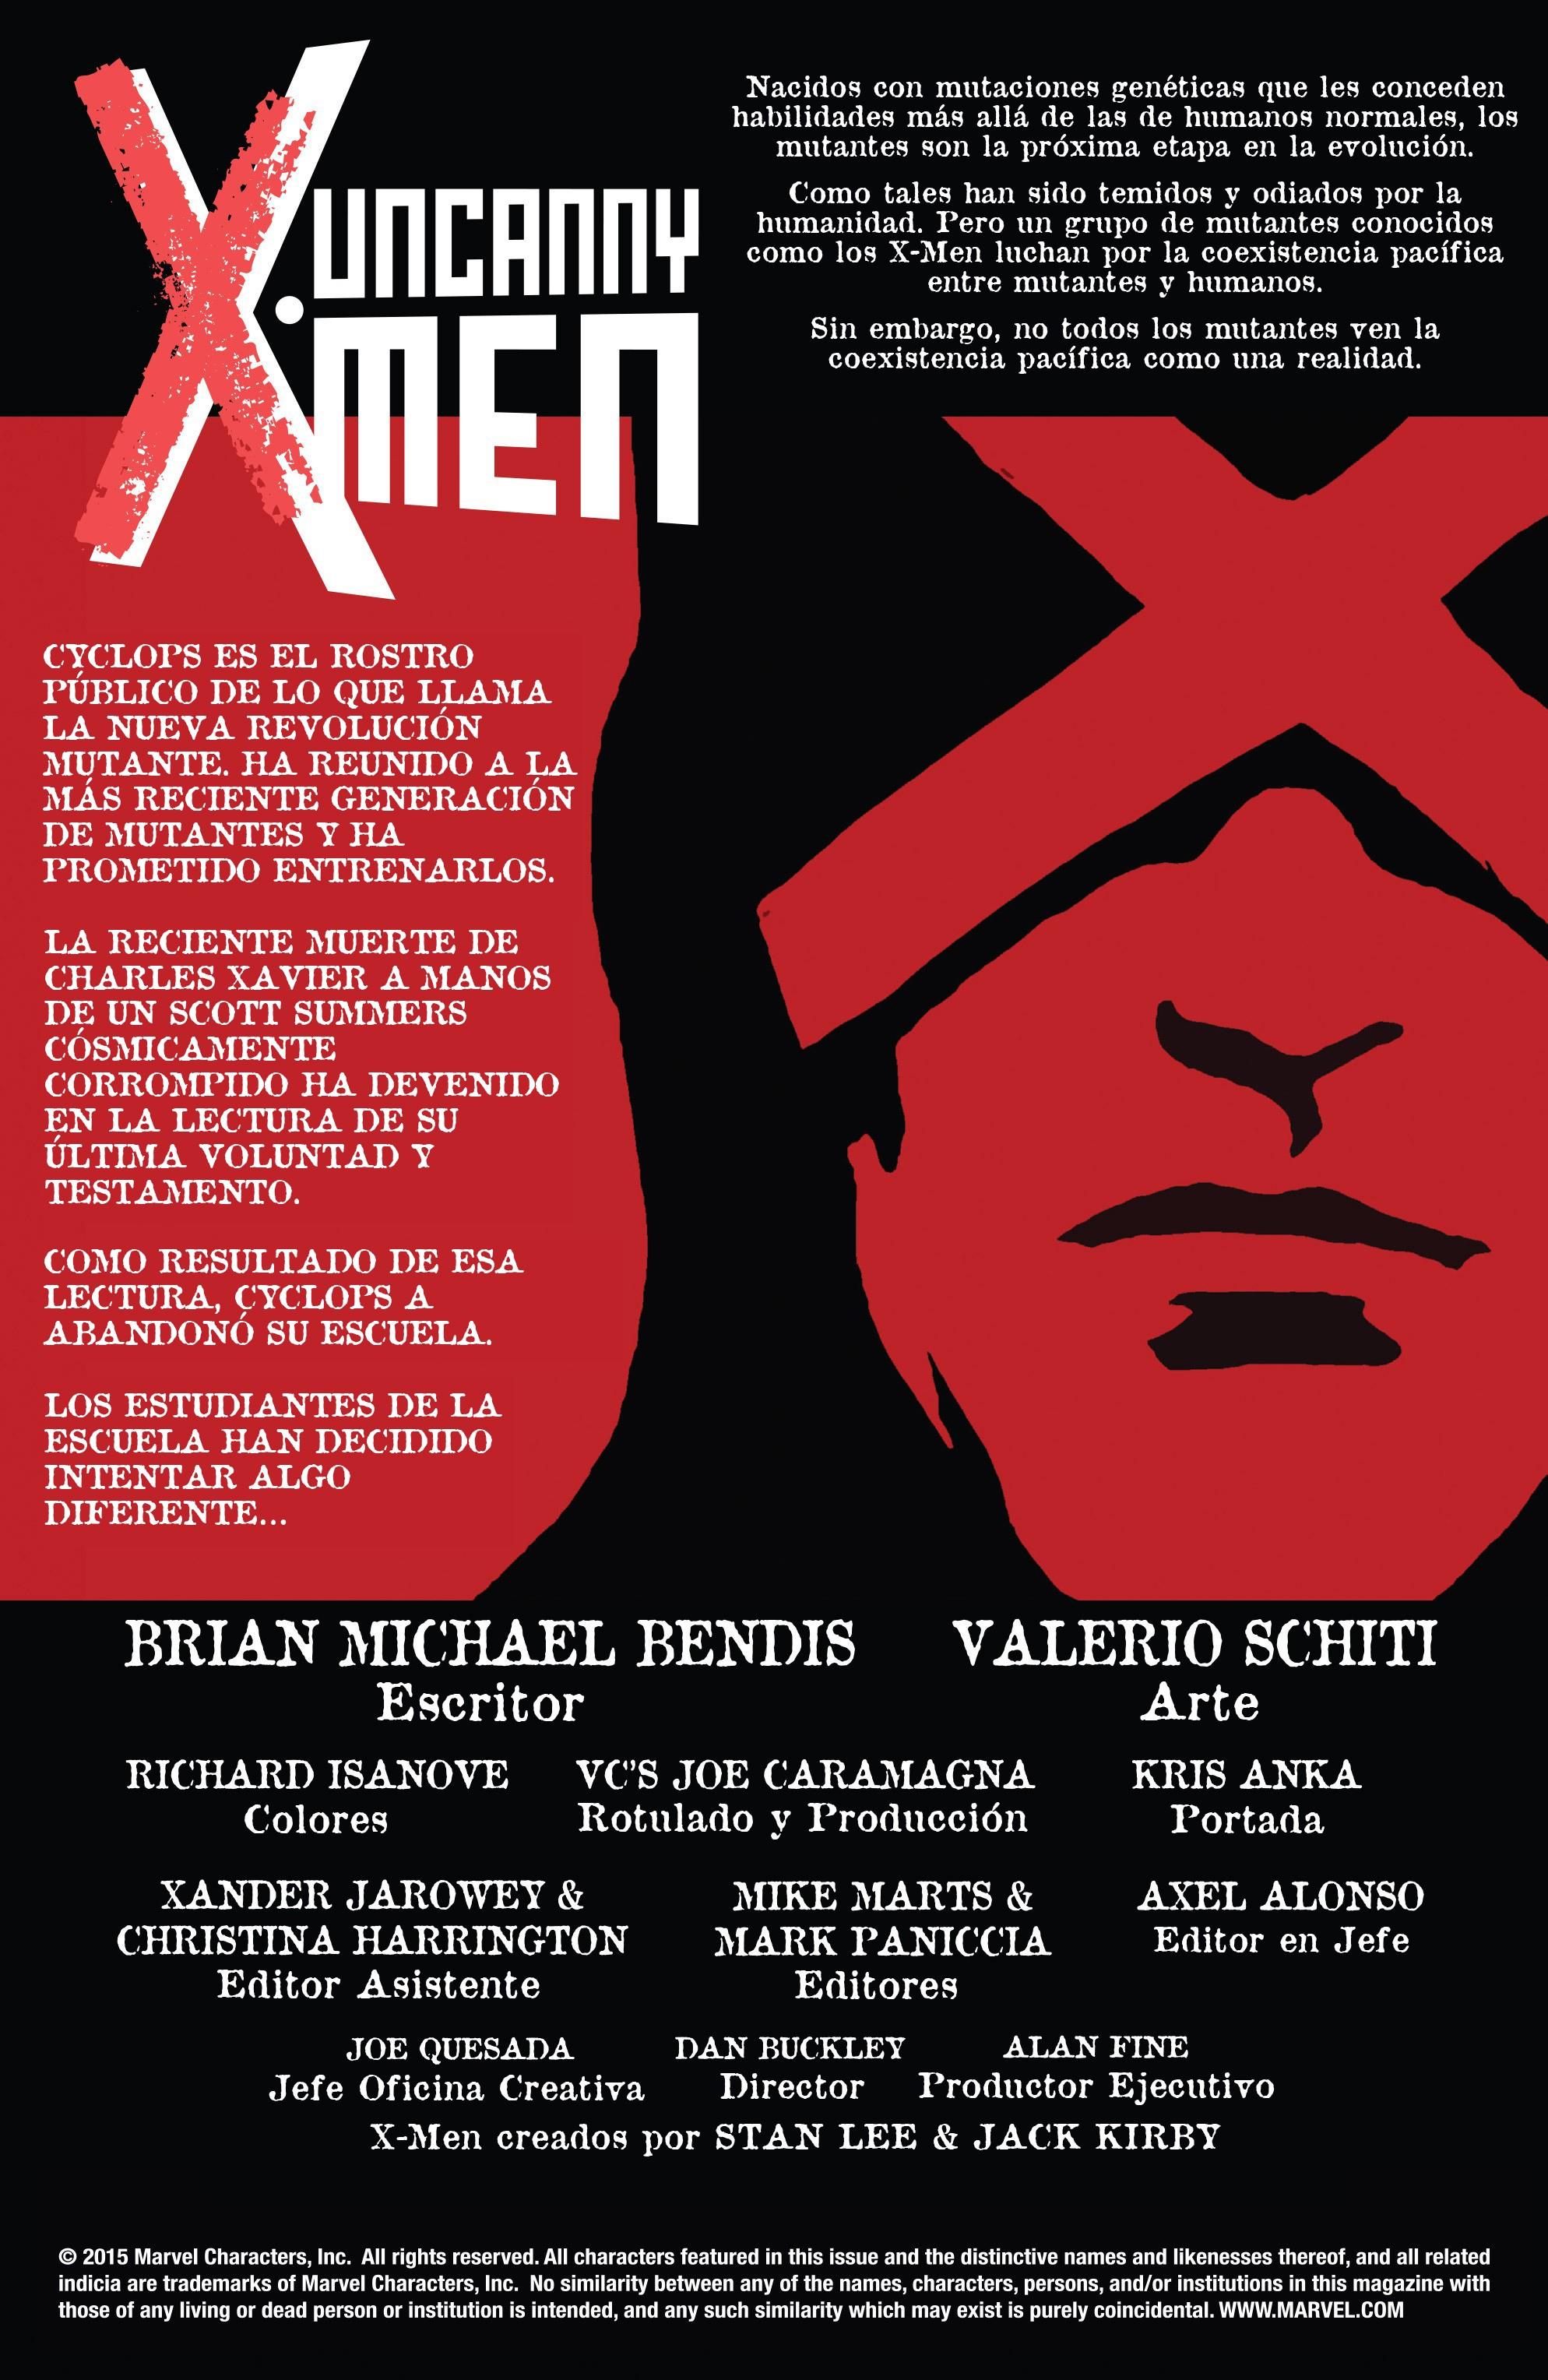 UNCANNY
X·MEN
Nacidos con mutaciones genéticas que les conceden
habilidades más allá de las de humanos normales, los
mutantes son la próxima etapa en la evolución.
Como tales han sido temidos y odiados por la
humanidad. Pero un grupo de mutantes conocidos
como los X-Men luchan por la coexistencia pacífica
entre mutantes y humanos.
Sin embargo, no todos los mutantes ven la
coexistencia pacífica como una realidad.
CYCLOPS ES EL ROSTRO
PÚBLICO DE LO QUE LLAMA
LA NUEVA REVOLUCIÓN
MUTANTE. HA REUNIDO A LA
MÁS RECIENTE GENERACIÓN
DE MUTANTES Y HA
PROMETIDO ENTRENARLOS.
LA RECIENTE MUERTE DE
CHARLES XAVIER A MANOS
DE UN SCOTT SUMMERS
CÓSMICAMENTE
CORROMPIDO HA DEVENIDO
EN LA LECTURA DE SU
ÚLTIMA VOLUNTAD Y
TESTAMENTO.
COMO RESULTADO DE ESA
LECTURA, CYCLOPS A
ABANDONÓ SU ESCUELA.
LOS ESTUDIANTES DE LA
ESCUELA HAN DECIDIDO
INTENTAR ALGO
DIFERENTE...
BRIAN MICHAEL BENDIS
Escritor
VALERIO SCHITI
Arte
RICHARD ISANOVE
Colores
VC'S JOE CARAMAGNA
Rotulado y Producción
KRIS ANKA
Portada
XANDER JAROWEY &
CHRISTINA HARRINGTON
Editor Asistente
MIKE MARTS &
MARK PANICCIA
Editores
AXEL ALONSO
Editor en Jefe
JOE QUESADA
Jefe Oficina Creativa
DAN BUCKLEY
Director
ALAN FINE
Productor Ejecutivo
X-Men creados por STAN LEE & JACK KIRBY
© 2015 Marvel Characters, Inc. All rights reserved. All characters featured in this issue and the distinctive names and likenesses thereof, and all related
indicia are trademarks of Marvel Characters, Inc. No similarity between any of the names, characters, persons, and/or institutions in this magazine with
those of any living or dead person or institution is intended, and any such similarity which may exist is purely coincidental. WWW.MARVEL.COM